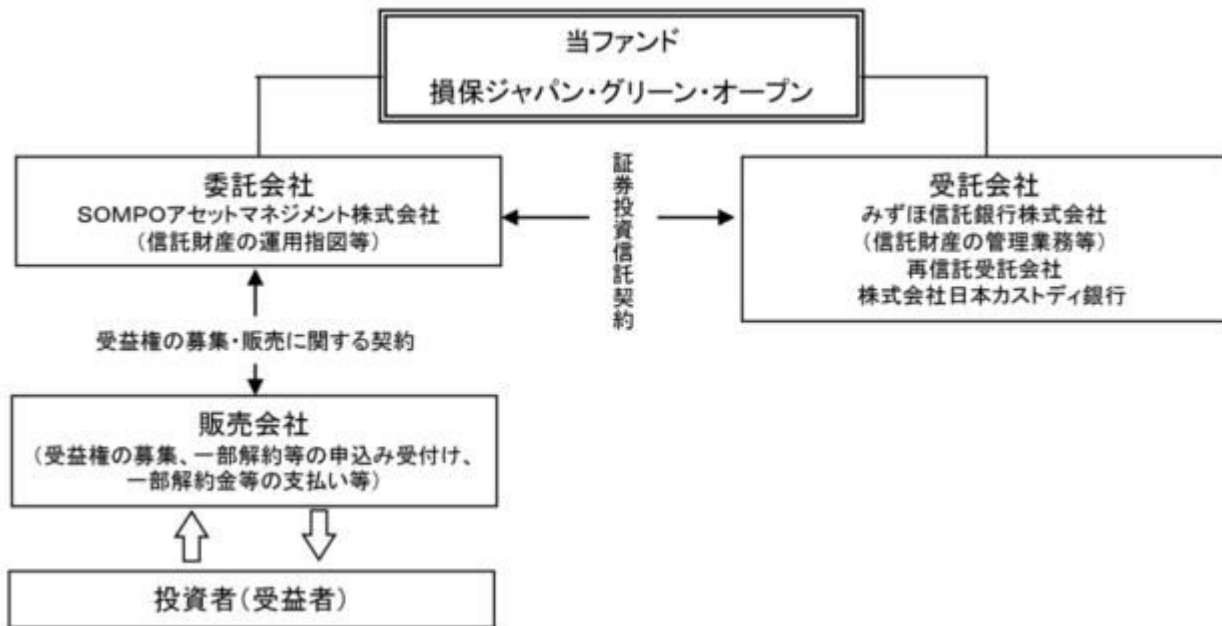 当ファンド
損保ジャパン・グリーン・オープン
委託会社
SOMPOアセットマネジメント株式会社
(信託財産の運用指図等)
証券投資信託契約
受託会社
みずほ信託銀行株式会社
(信託財産の管理業務等)
再信託受託会社
株式会社日本カストディ銀行
受益権の募集・販売に関する契約
販売会社
(受益権の募集、一部解約等の申込み受付け、
一部解約金等の支払い等)
投資者(受益者)